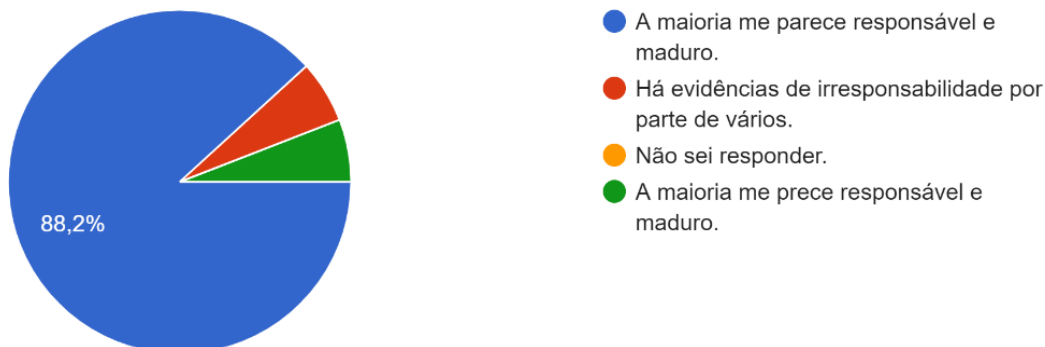 88,2%
A maioria me parece responsável e
maduro.
Há evidências de irresponsabilidade por
parte de vários.
Não sei responder.
A maioria me prece responsável e
maduro.